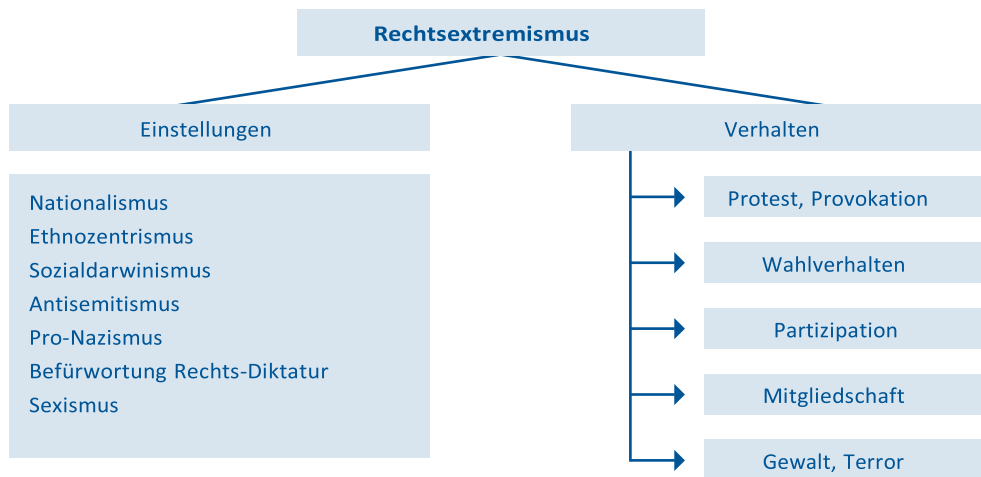 Rechtsextremismus
Einstellungen
Nationalismus
Ethnozentrismus
Sozialdarwinismus
Antisemitismus
Pro-Nazismus
Befürwortung Rechts-Diktatur
Sexismus
Verhalten
Protest, Provokation
Wahlverhalten
Partizipation
Mitgliedschaft
Gewalt, Terror